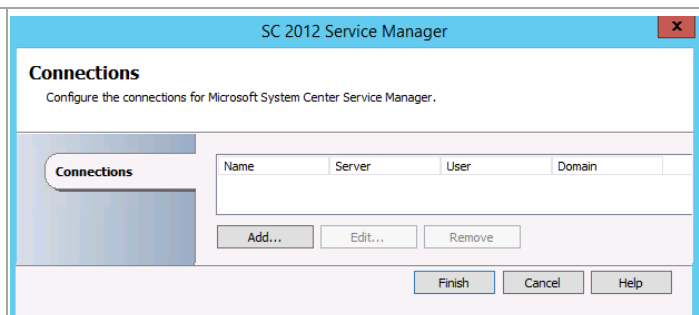 SC 2012 Service Manager
x
Connections
Configure the connections for Microsoft System Center Service Manager.
Connections
Name Server User Domain
Add... Edit... Remove
Finish Cancel Help